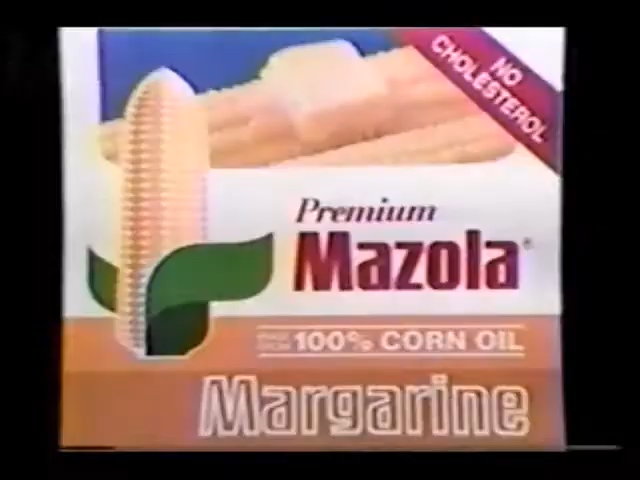 NO
CHOLESTEROL
Premium
Mazola®
100% CORN OIL
Margarine